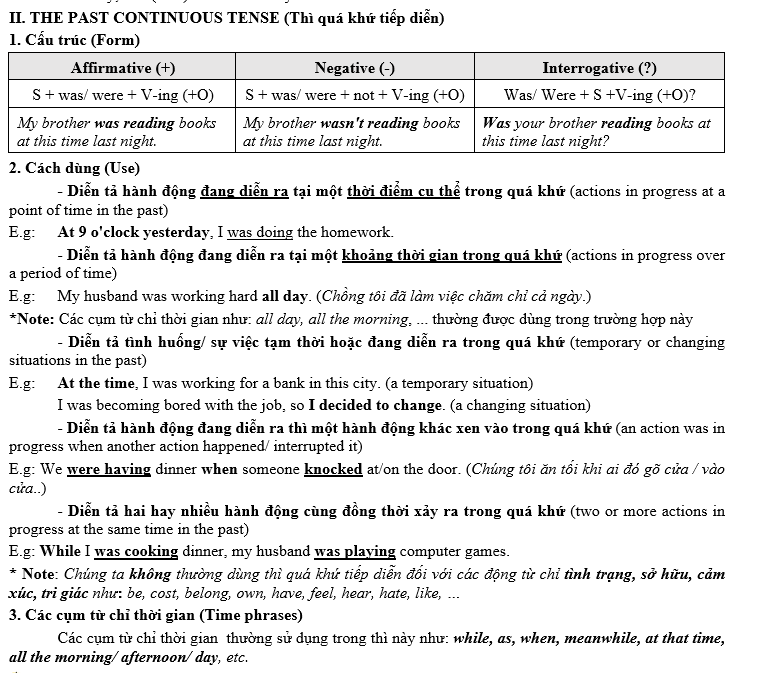 II. THE PAST CONTINUOUS TENSE (Thì quá khứ tiếp diễn)
1. Cấu trúc (Form)
Affirmative (+) Negative (-) Interrogative (?)
S + was/ were + V-ing (+O) S + was/ were + not + V-ing (+O) Was/ Were + S +V-ing (+O)?
My brother was reading books My brother wasn't reading books Was your brother reading books at
at this time last night. at this time last night. this time last night?
2. Cách dùng (Use)
- Diễn tả hành động đang diễn ra tại một thời điểm cụ thể trong quá khứ (actions in progress at a
point of time in the past)
E.g: At 9 o'clock yesterday, I was doing the homework.
- Diễn tả hành động đang diễn ra tại một khoảng thời gian trong quá khứ (actions in progress over
a period of time)
E.g: My husband was working hard all day. (Chồng tôi đã làm việc chăm chỉ cả ngày.)
*Note: Các cụm từ chỉ thời gian như: all day, all the morning, ... thường được dùng trong trường hợp này
- Diễn tả tình huống/ sự việc tạm thời hoặc đang diễn ra trong quá khứ (temporary or changing
situations in the past)
E.g: At the time, I was working for a bank in this city. (a temporary situation)
I was becoming bored with the job, so I decided to change. (a changing situation)
- Diễn tả hành động đang diễn ra thì một hành động khác xen vào trong quá khứ (an action was in
progress when another action happened/ interrupted it)
E.g: We were having dinner when someone knocked at/on the door. (Chúng tôi ăn tối khi ai đó gõ cửa / vào
cửa..)
- Diễn tả hai hay nhiều hành động cùng đồng thời xảy ra trong quá khứ (two or more actions in
progress at the same time in the past)
E.g: While I was cooking dinner, my husband was playing computer games.
* Note: Chúng ta không thường dùng thì quá khứ tiếp diễn đối với các động từ chỉ tình trạng, sở hữu, cảm
xúc, tri giác như: be, cost, belong, own, have, feel, hear, hate, like, ...
3. Các cụm từ chỉ thời gian (Time phrases)
Các cụm từ chỉ thời gian thường sử dụng trong thì này như: while, as, when, meanwhile, at that time,
all the morning/ afternoon/ day, etc.